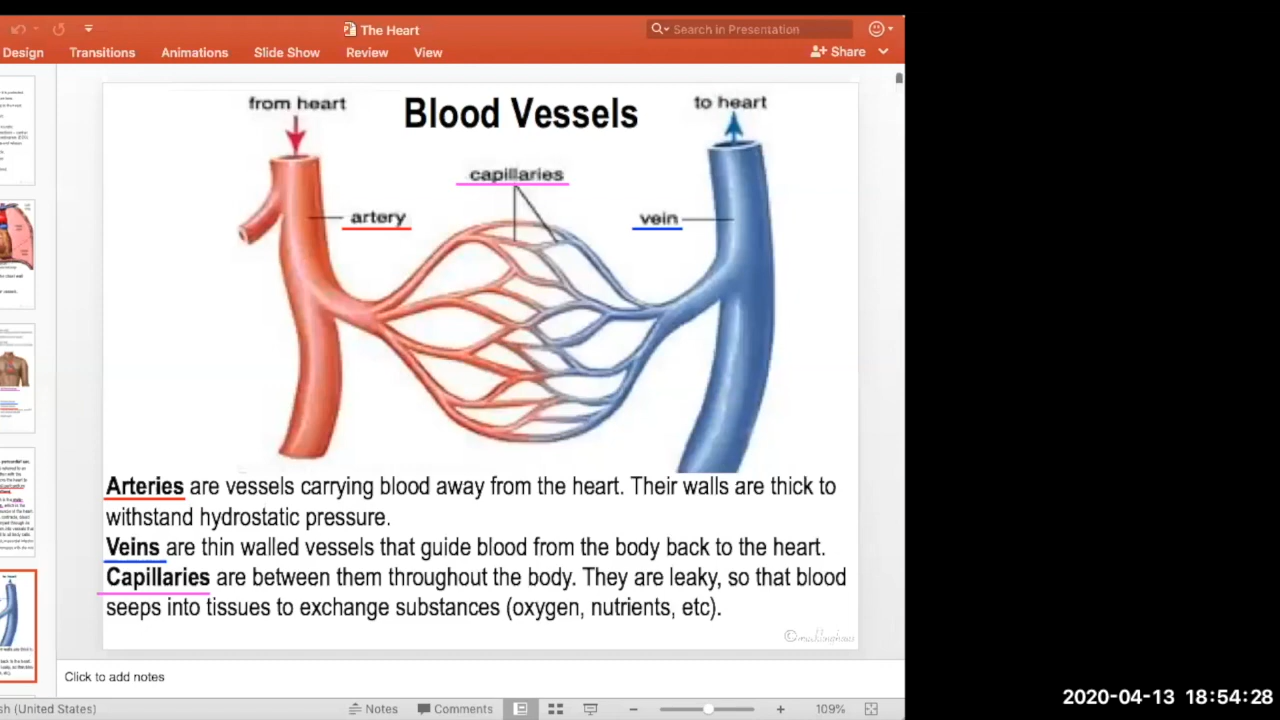 The Heart
Search in Presentation
Design
Transitions
Animations
Slide Show
Review
View
Share
from heart
Blood Vessels
to heart
capillaries
artery
vein
Arteries are vessels carrying blood away from the heart. Their walls are thick to
withstand hydrostatic pressure.
Veins are thin walled vessels that guide blood from the body back to the heart.
Capillaries are between them throughout the body. They are leaky, so that blood
seeps into tissues to exchange substances (oxygen, nutrients, etc).
Click to add notes
sh (United States)
Notes
Comments
109%
2020-04-13 18:54:28